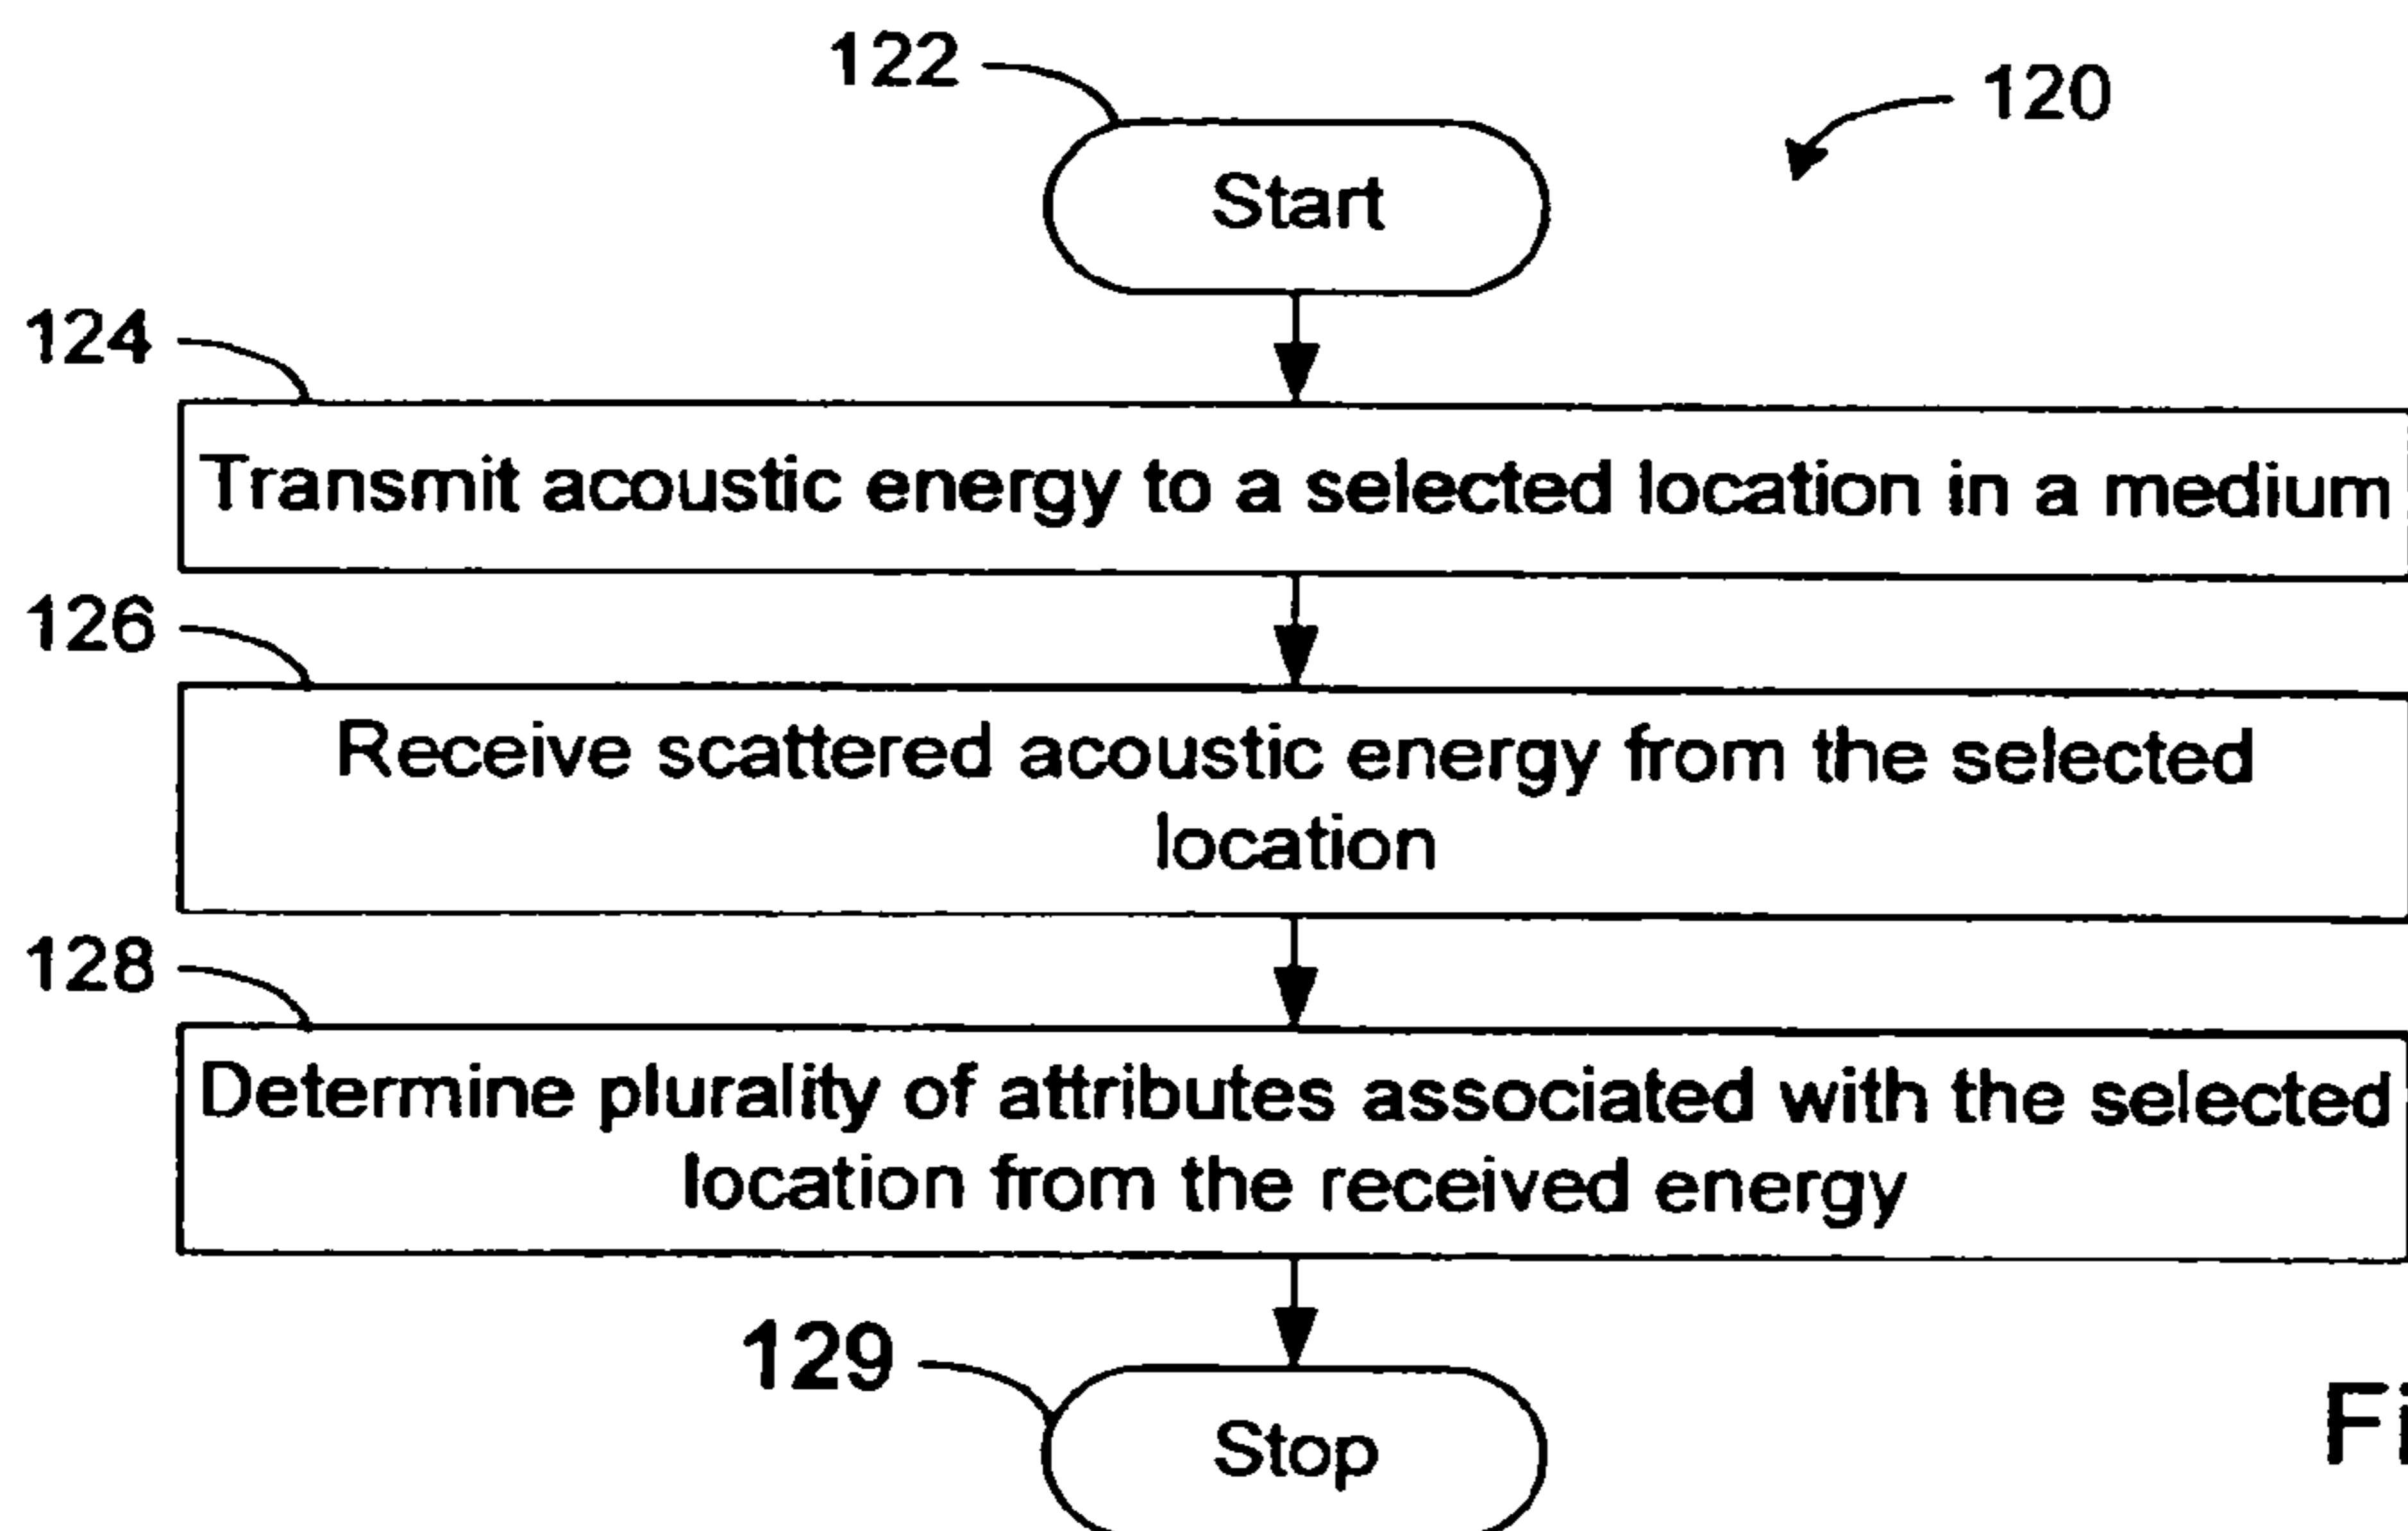 122
120
Start
124
Transmit acoustic energy to a selected location in a medium
126
Receive scattered acoustic energy from the selected
location
128
Determine plurality of attributes associated with the selected
location from the received energy
129
Stop